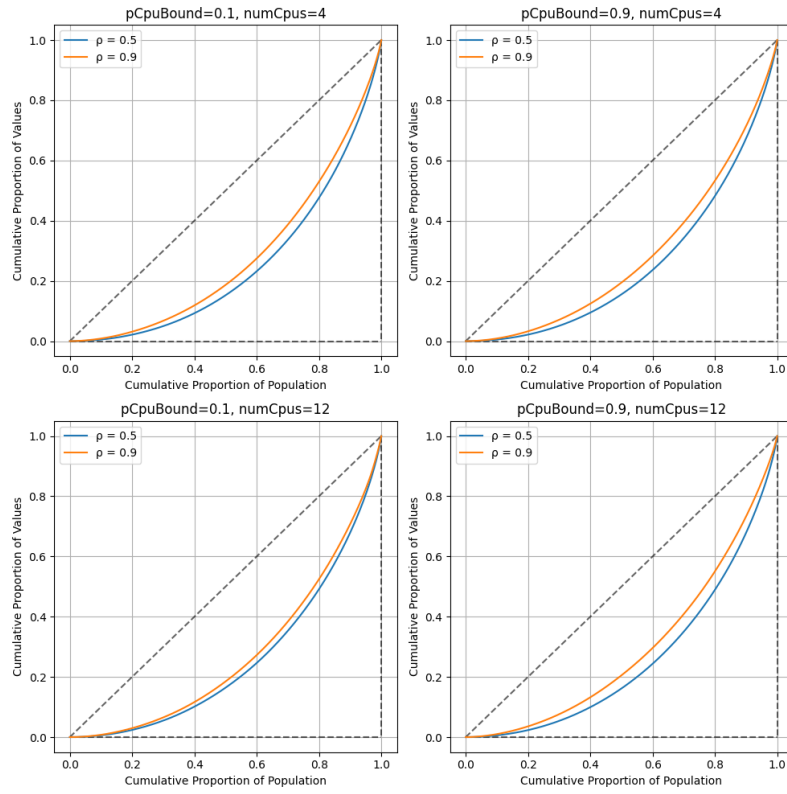 pCpuBound=0.1, numCpus=4
ρ = 0.5
ρ = 0.9
Cumulative Proportion of Values
1.0
0.8
0.6
0.4
0.2
0.0
0.0 0.2 0.4 0.6 0.8 1.0
Cumulative Proportion of Population
pCpuBound=0.9, numCpus=4
ρ = 0.5
ρ = 0.9
Cumulative Proportion of Values
1.0
0.8
0.6
0.4
0.2
0.0
0.0 0.2 0.4 0.6 0.8 1.0
Cumulative Proportion of Population
pCpuBound=0.1, numCpus=12
ρ = 0.5
ρ = 0.9
Cumulative Proportion of Values
1.0
0.8
0.6
0.4
0.2
0.0
0.0 0.2 0.4 0.6 0.8 1.0
Cumulative Proportion of Population
pCpuBound=0.9, numCpus=12
ρ = 0.5
ρ = 0.9
Cumulative Proportion of Values
1.0
0.8
0.6
0.4
0.2
0.0
0.0 0.2 0.4 0.6 0.8 1.0
Cumulative Proportion of Population